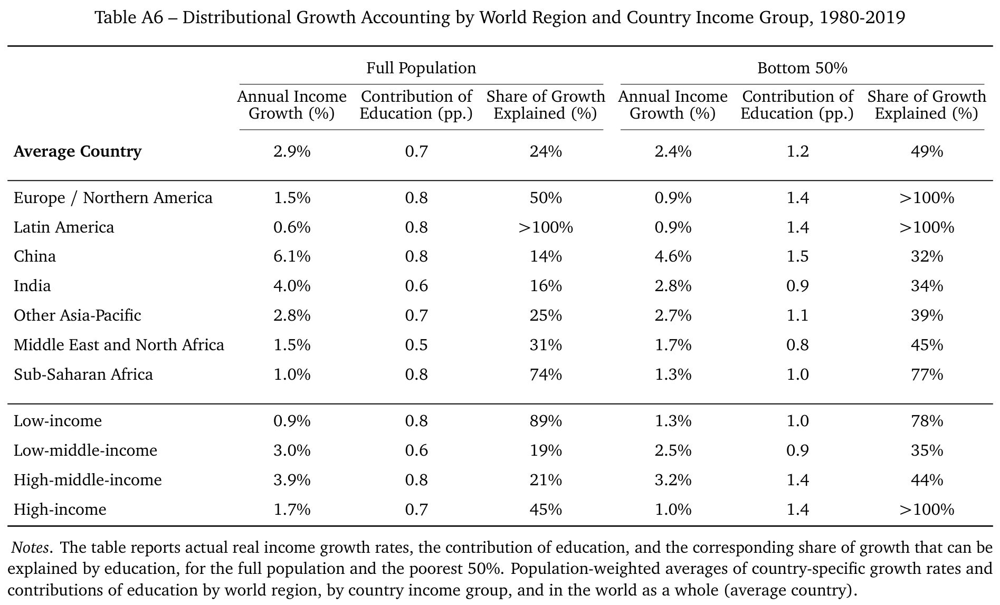 Table A6 – Distributional Growth Accounting by World Region and Country Income Group, 1980-2019
Full Population Bottom 50%
Annual Income Contribution of Share of Growth Annual Income Contribution of Share of Growth
Growth (%) Education (pp.) Explained (%) Growth (%) Education (pp.) Explained (%)
Average Country 2.9% 0.7 24% 2.4% 1.2 49%
Europe / Northern America 1.5% 0.8 50% 0.9% 1.4 >100%
Latin America 0.6% 0.8 >100% 0.9% 1.4 >100%
China 6.1% 0.8 14% 4.6% 1.5 32%
India 4.0% 0.6 16% 2.8% 0.9 34%
Other Asia-Pacific 2.8% 0.7 25% 2.7% 1.1 39%
Middle East and North Africa 1.5% 0.5 31% 1.7% 0.8 45%
Sub-Saharan Africa 1.0% 0.8 74% 1.3% 1.0 77%
Low-income 0.9% 0.8 89% 1.3% 1.0 78%
Low-middle-income 3.0% 0.6 19% 2.5% 0.9 35%
High-middle-income 3.9% 0.8 21% 3.2% 1.4 44%
High-income 1.7% 0.7 45% 1.0% 1.4 >100%
Notes. The table reports actual real income growth rates, the contribution of education, and the corresponding share of growth that can be
explained by education, for the full population and the poorest 50%. Population-weighted averages of country-specific growth rates and
contributions of education by world region, by country income group, and in the world as a whole (average country).